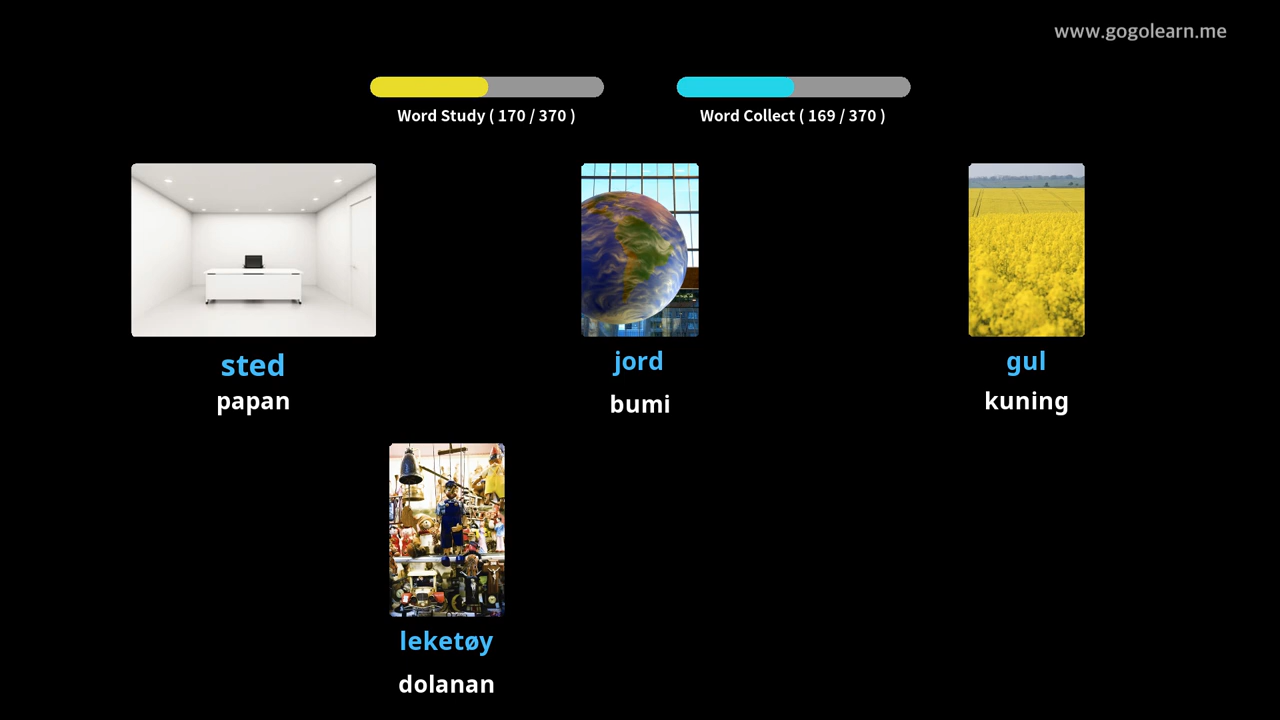 www.gogolearn.me
Word Study ( 170 / 370 )
Word Collect ( 169 / 370 )
sted
papan
jord
bumi
gul
kuning
leketøy
dolanan